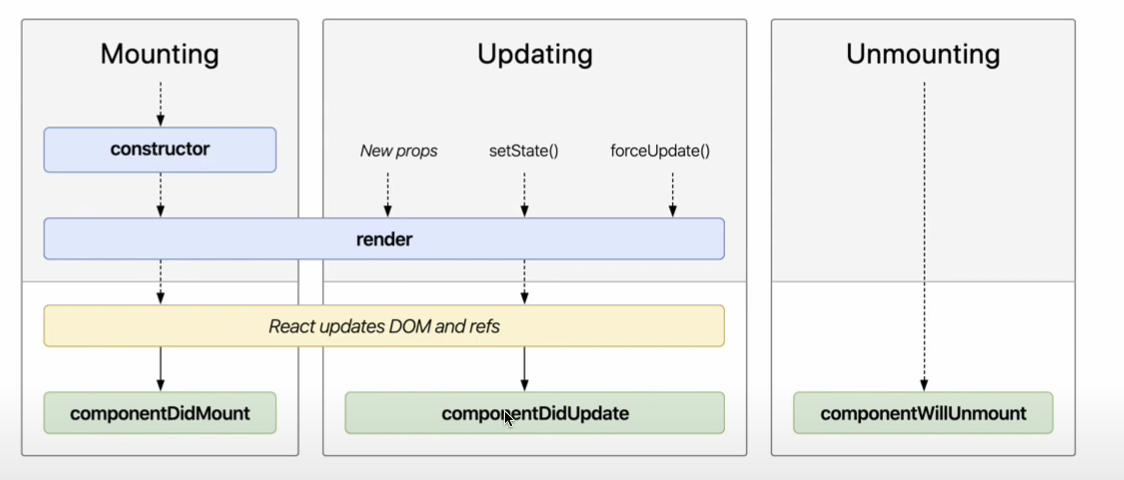 Mounting
Updating
Unmounting
constructor
New props
setState()
forceUpdate()
render
React updates DOM and refs
componentDidMount
componentDidUpdate
componentWillUnmount